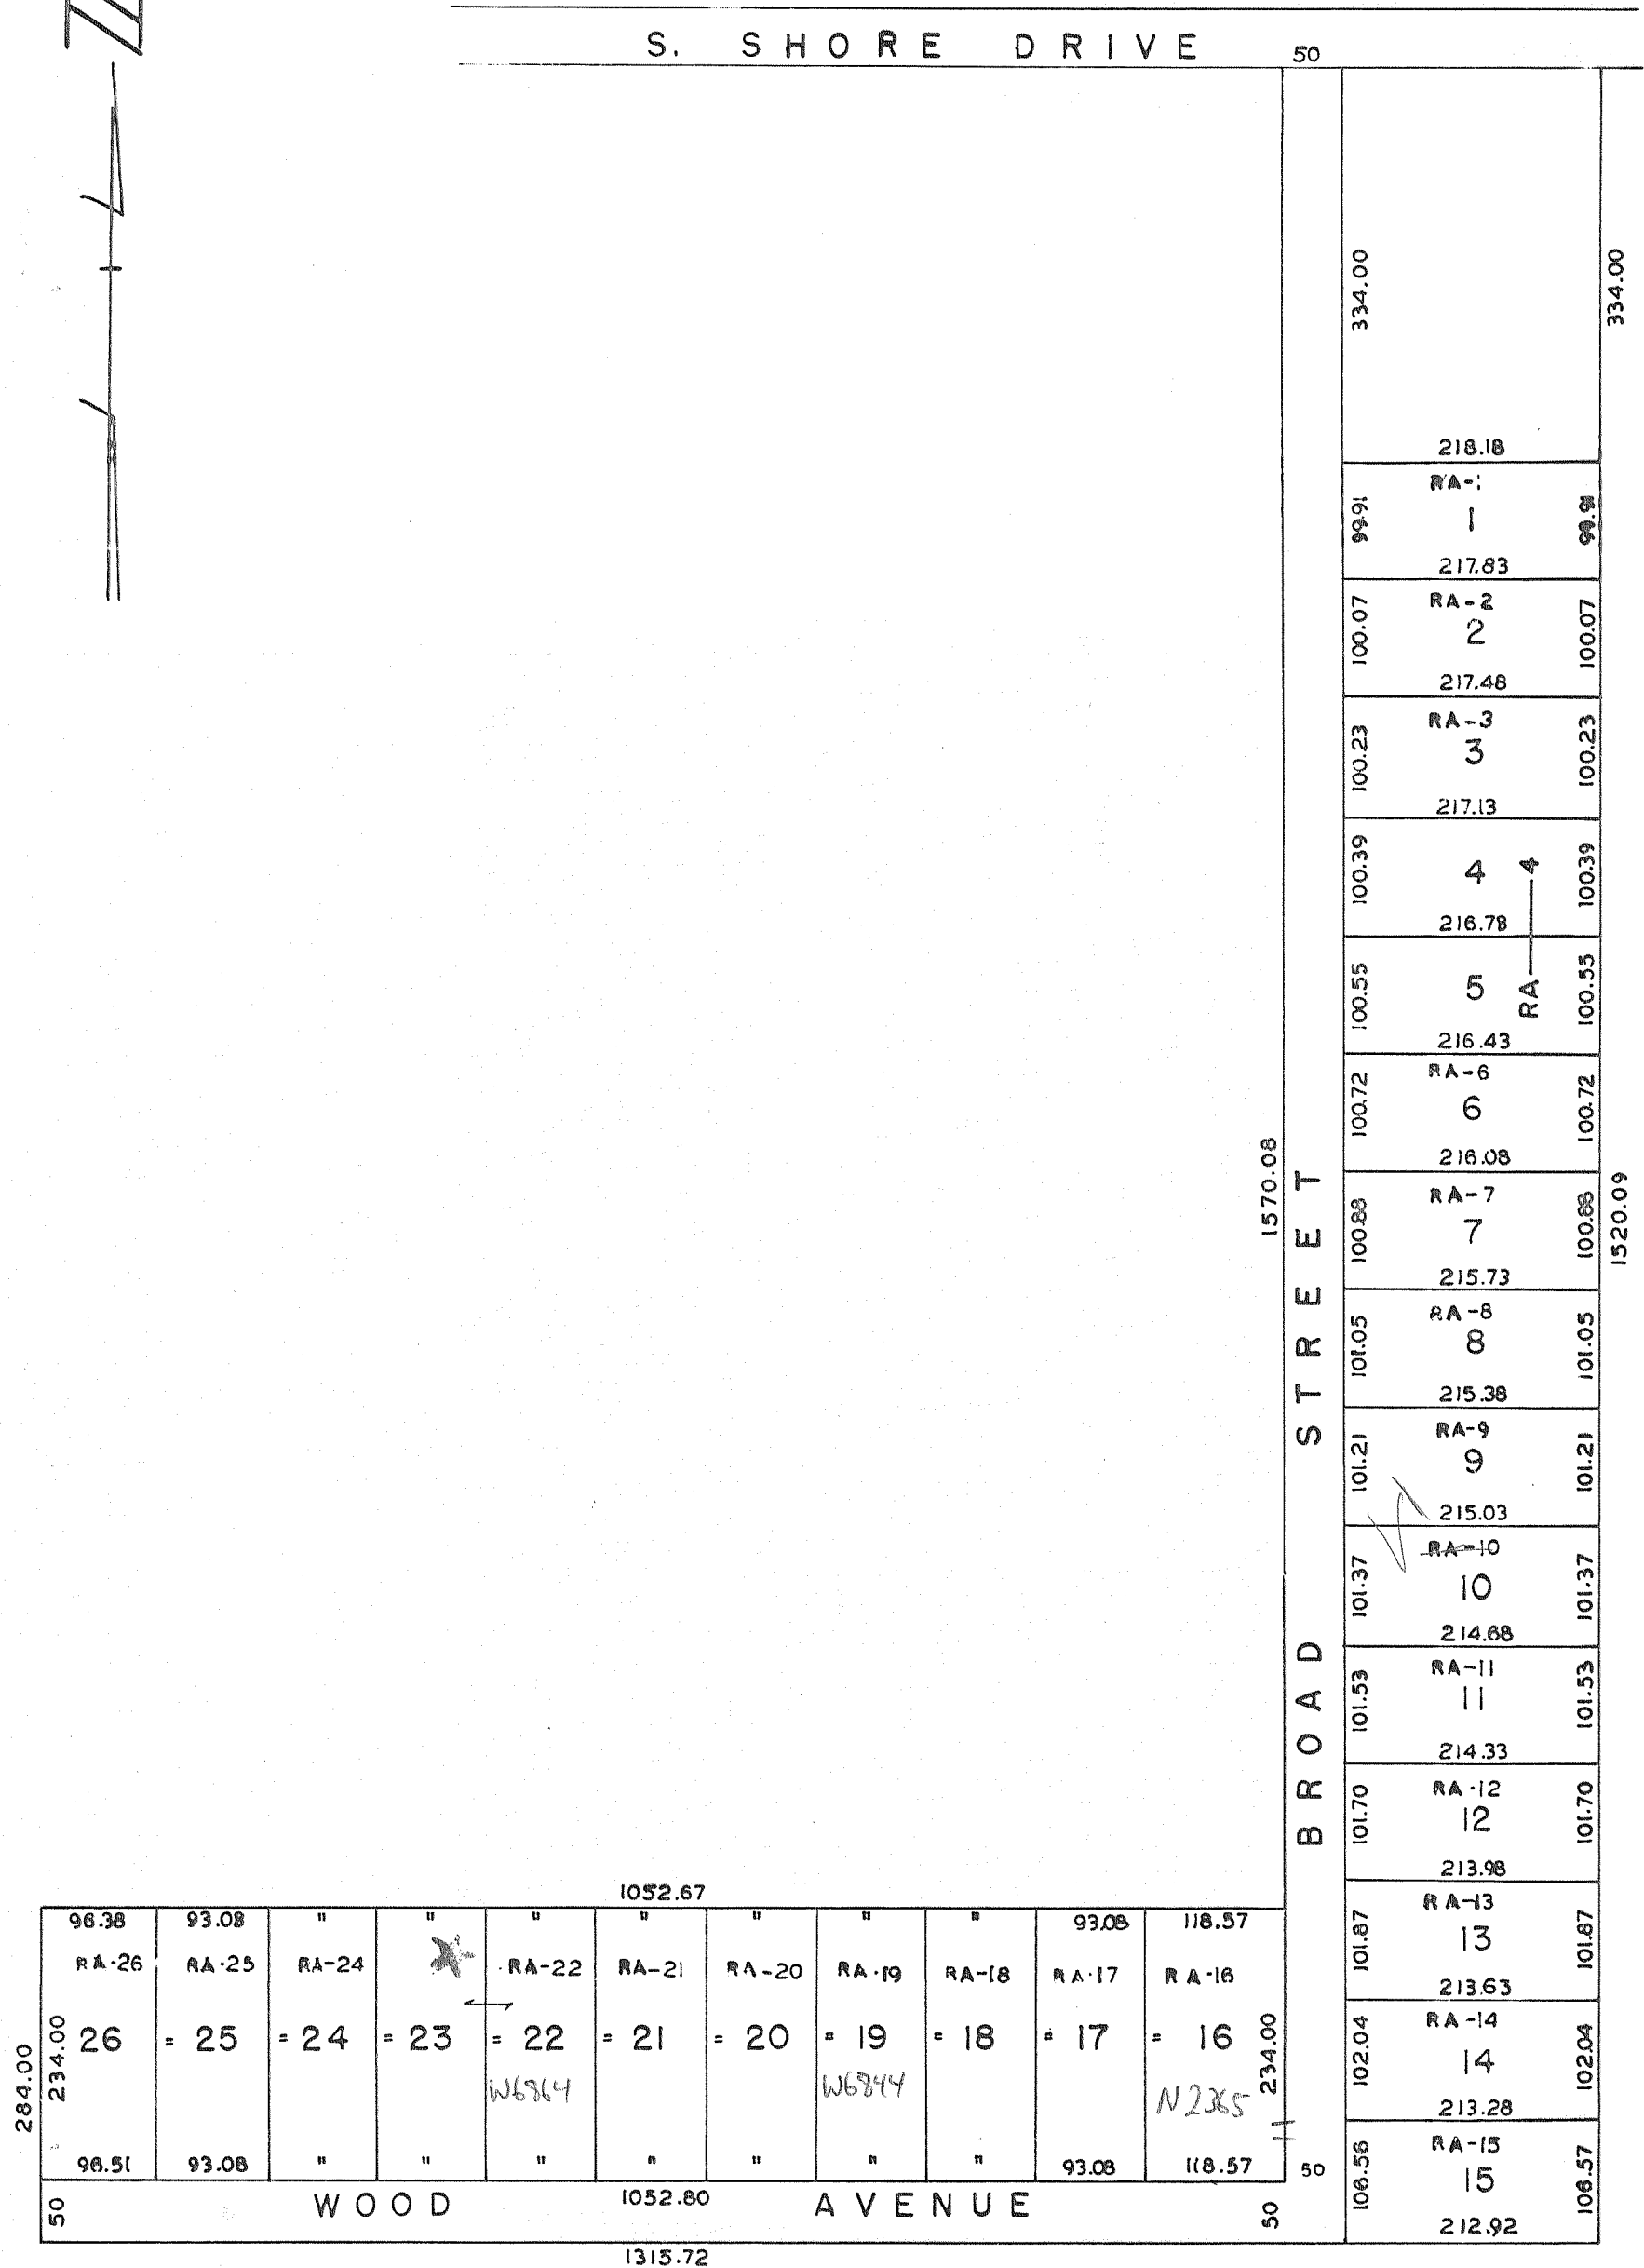 S. SHORE DRIVE 50
334.00 334.00
218.18
RA-1
99.91 1 99.91
217.83
RA-2
100.07 2 100.07
217.48
RA-3
100.23 3 100.23
217.13
100.39 4 100.39
216.78
RA 4
100.55 5 100.55
216.43
RA-6
100.72 6 100.72
216.08
RA-7
100.88 7 100.88
215.73
RA-8
101.05 8 101.05
215.38
RA-9
101.21 9 101.21
215.03
RA-10
101.37 10 101.37
214.68
RA-11
101.53 11 101.53
214.33
RA-12
101.70 12 101.70
213.98
RA-13
101.87 13 101.87
213.63
RA-14
102.04 14 102.04
213.28
RA-15
106.56 15 106.57
212.92
1570.08
1520.09
BROAD STREET
50
1052.67
96.38 93.08 " " " " " " " 93.08 118.57
RA-26 RA-25 RA-24 RA-22 RA-21 RA-20 RA-19 RA-18 RA-17 RA-16
284.00 234.00 26 = 25 = 24 = 23 = 22 = 21 = 20 = 19 = 18 = 17 = 16 234.00
W6864 W6844 N2365
96.51 93.08 " " " " " " " 93.08 118.57
50 WOOD 1052.80 AVENUE 50
1315.72